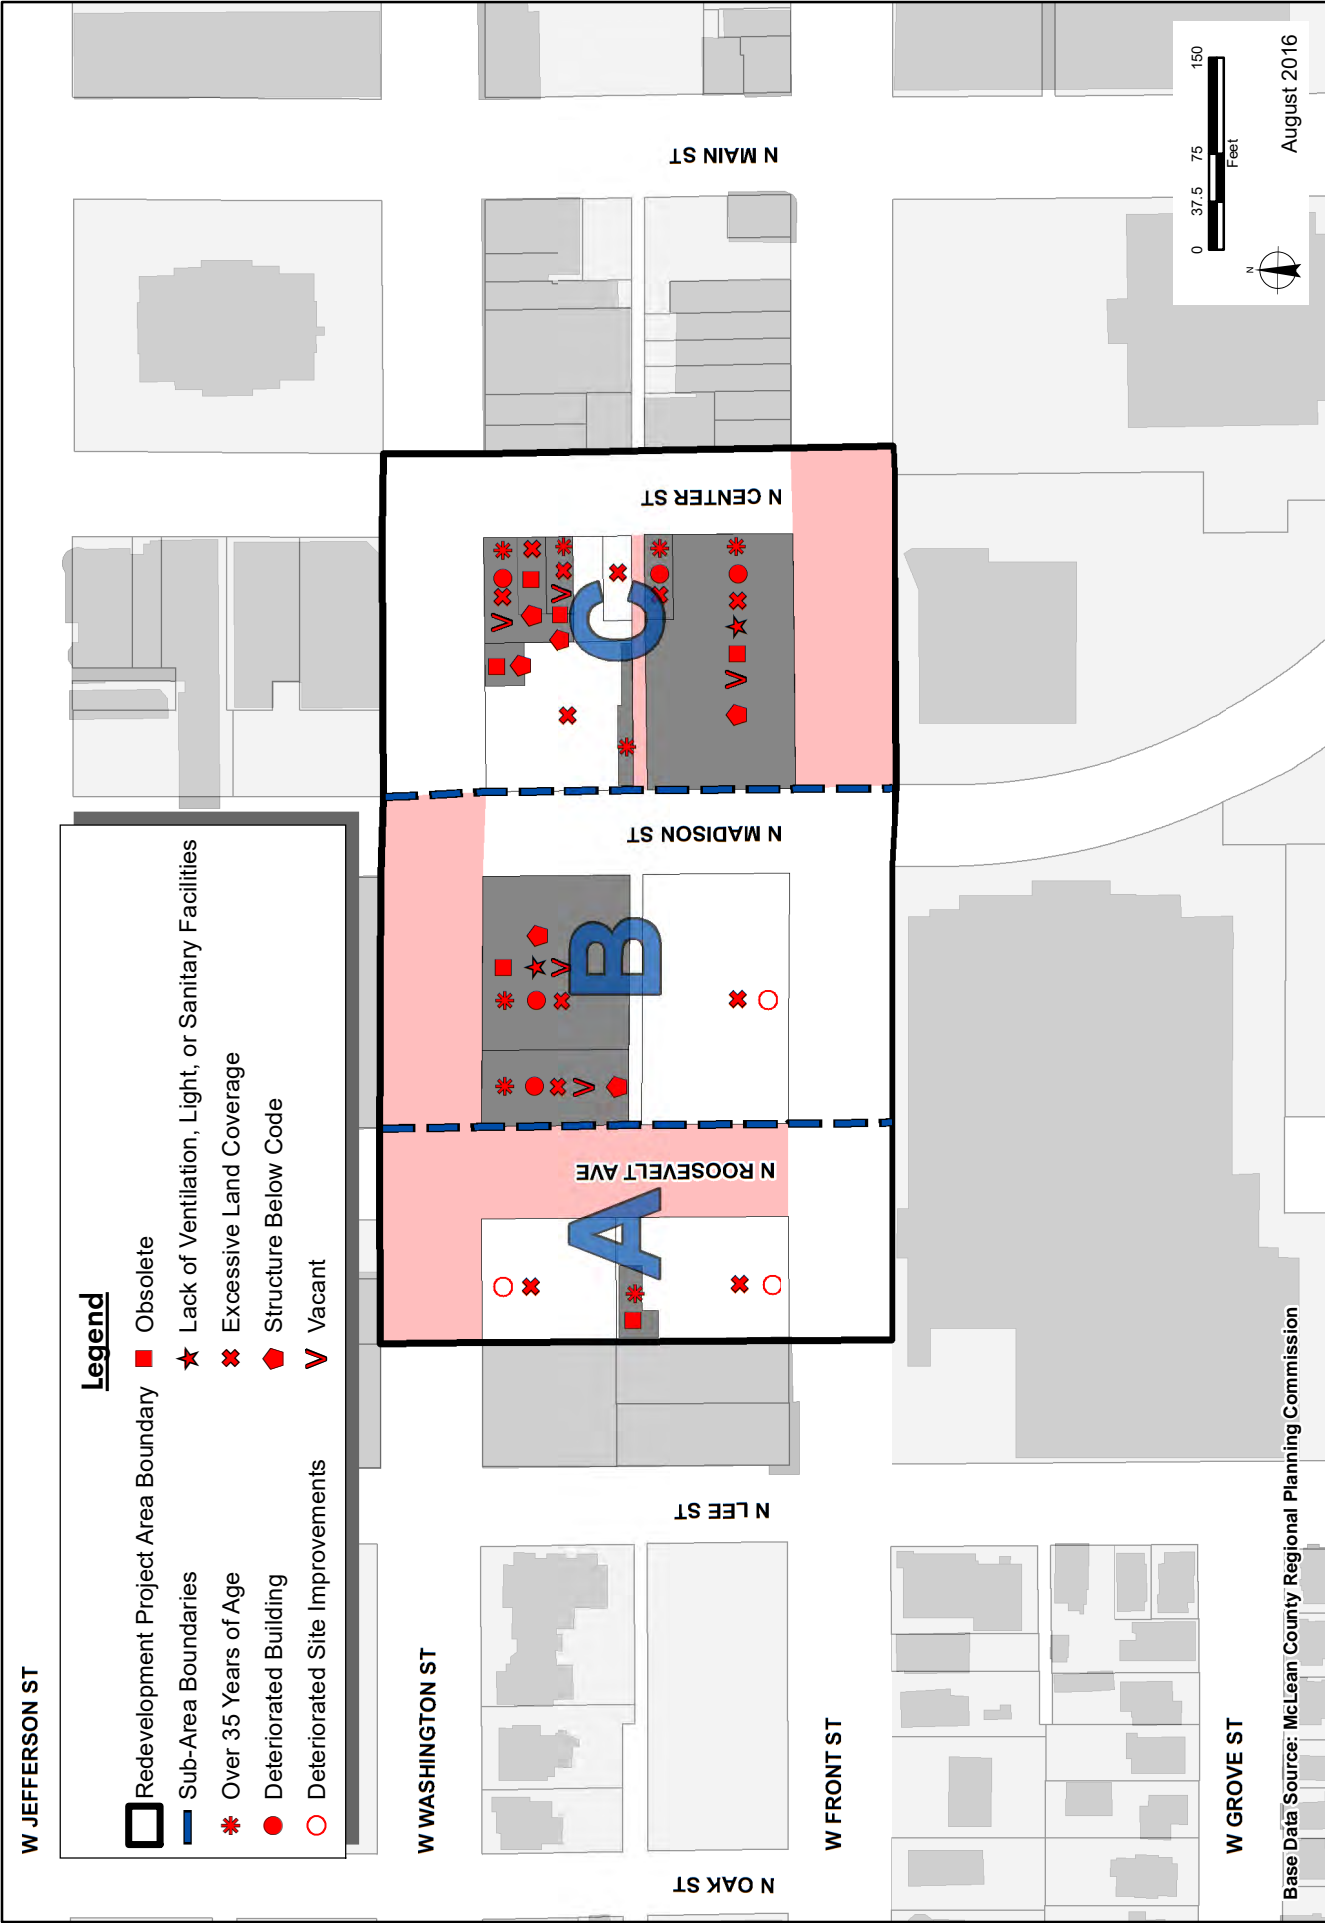 W JEFFERSON ST
Legend
Redevelopment Project Area Boundary
Sub-Area Boundaries
Over 35 Years of Age
Deteriorated Building
Deteriorated Site Improvements
Obsolete
Lack of Ventilation, Light, or Sanitary Facilities
Excessive Land Coverage
Structure Below Code
Vacant
W WASHINGTON ST
W FRONT ST
W GROVE ST
N OAK ST
N LEE ST
N ROOSEVELT AVE
N MADISON ST
N CENTER ST
N MAIN ST
A
B
C
N
0 37.5 75 150
Feet
August 2016
Base Data Source: McLean County Regional Planning Commission